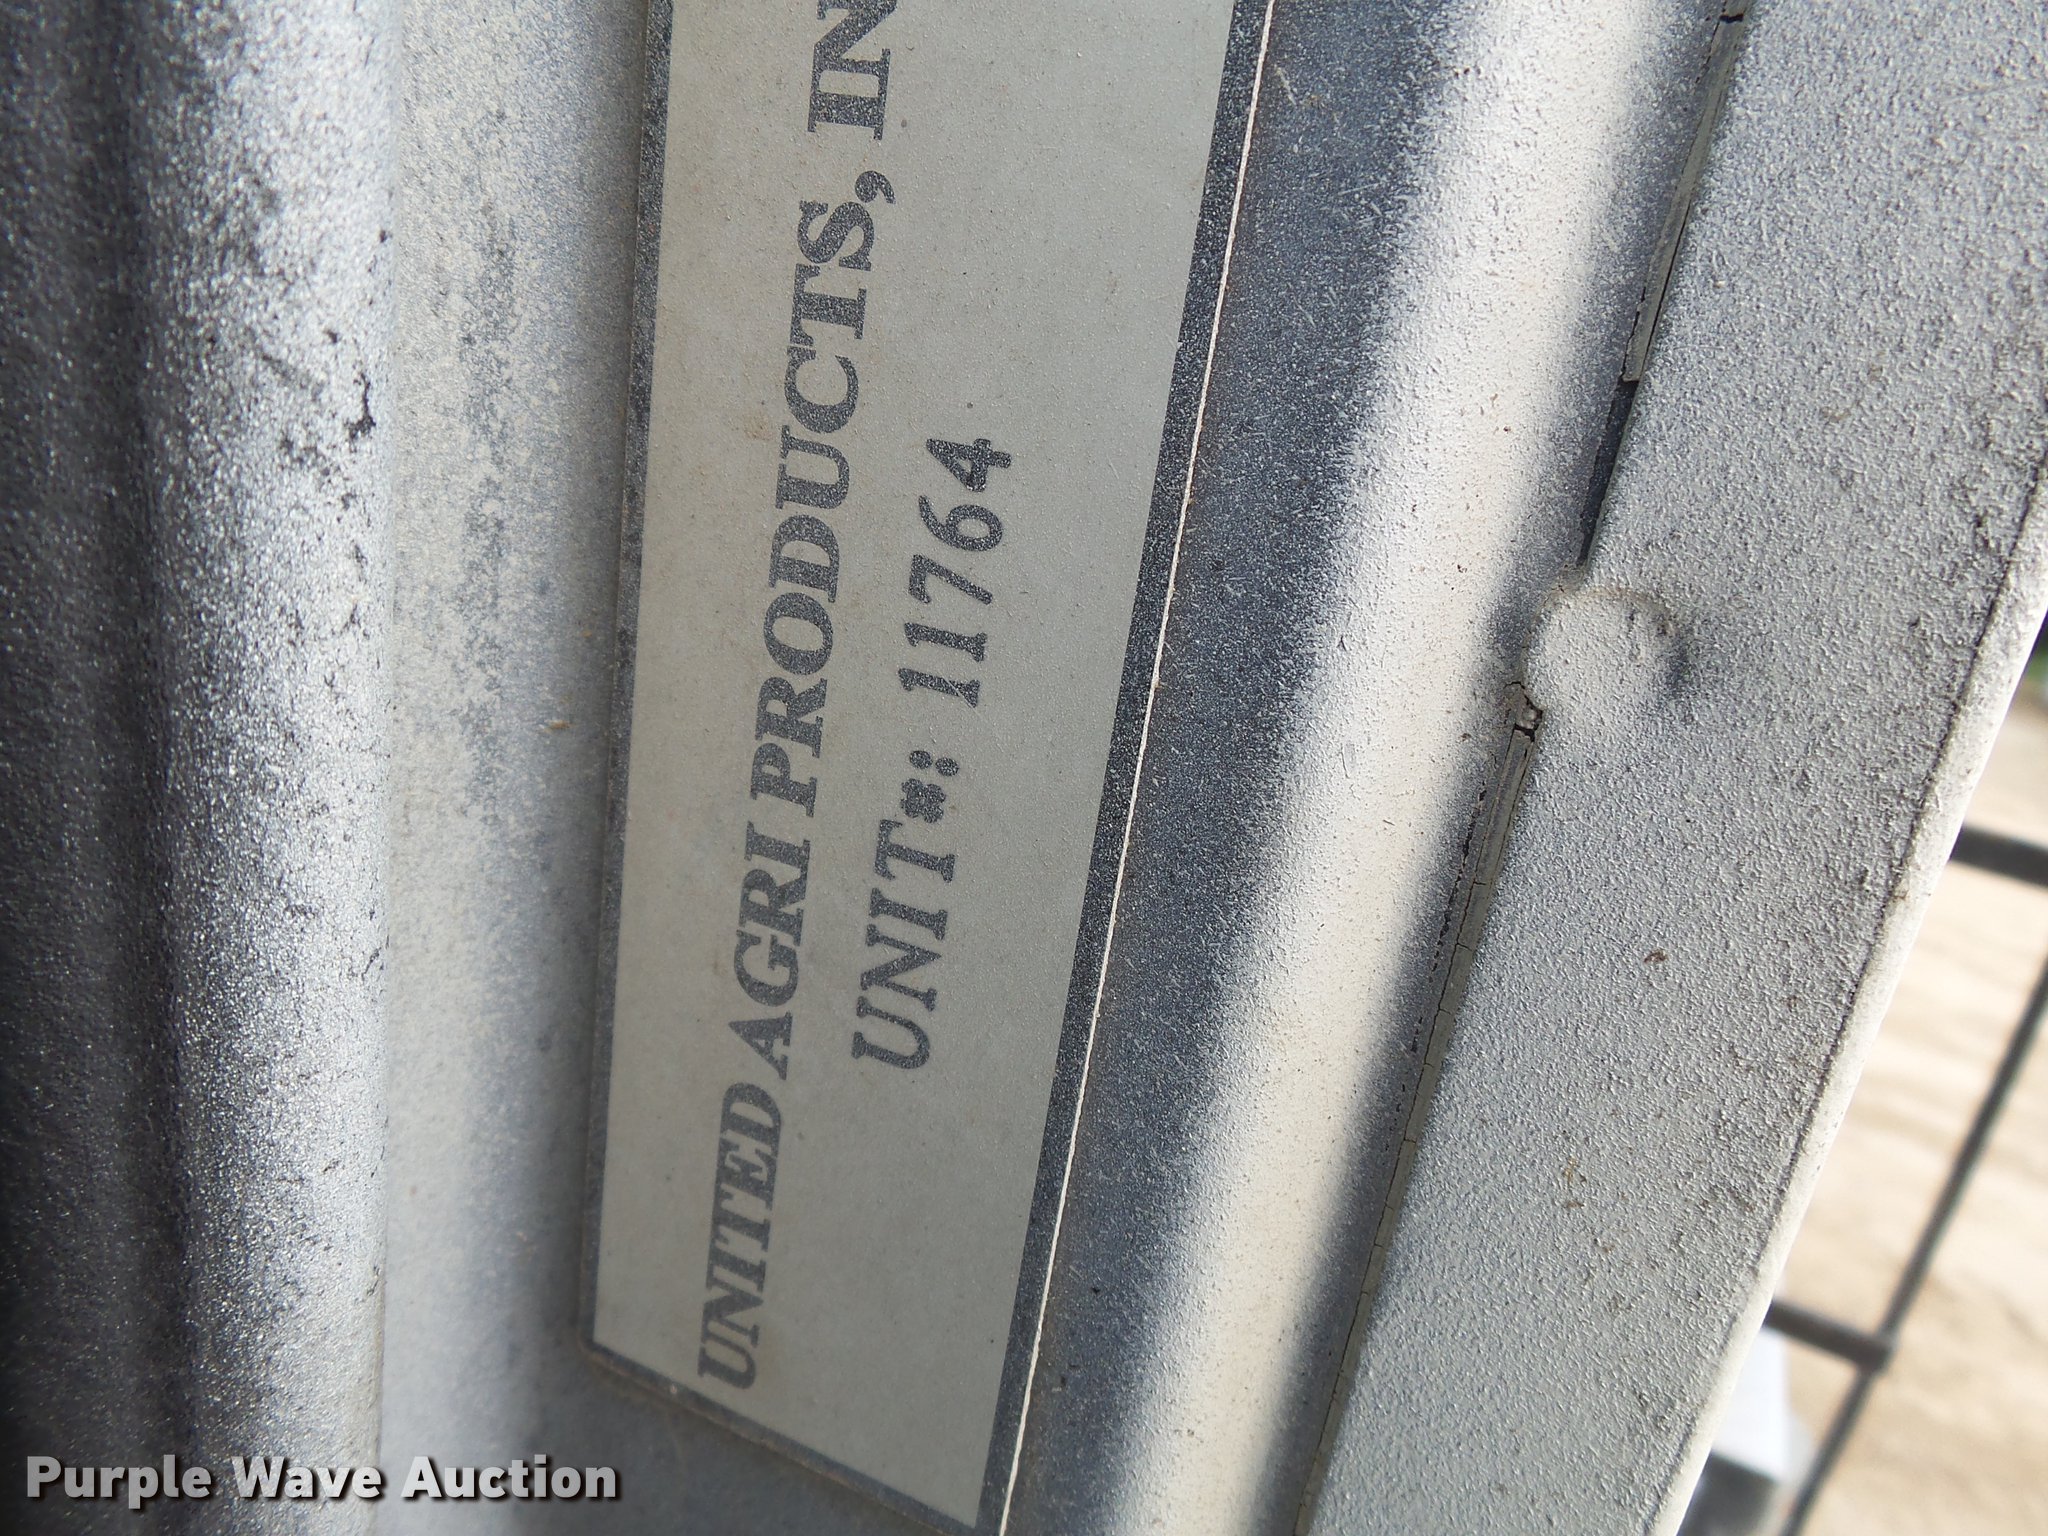 UNITED AGRI PRODUCTS, IN
UNIT#: 11764
Purple Wave Auction